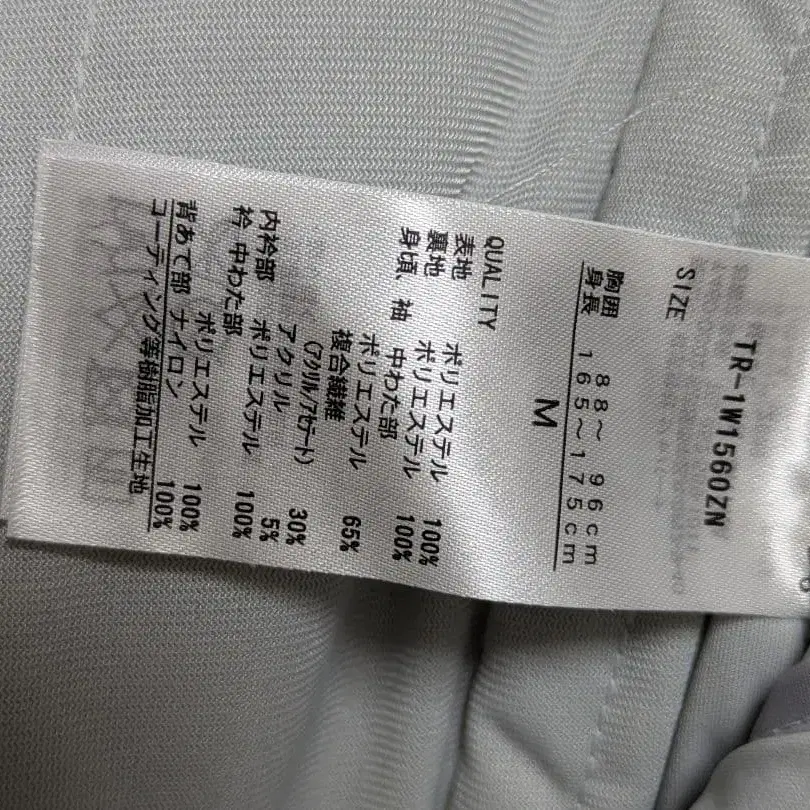 TR-1W1560ZN
SIZE
胸囲 88～ 96cm
身長 165～175cm
M
QUALITY
表地 ポリエステル 100%
裏地 ポリエステル 100%
身頃 袖 中わた部
ポリエステル 65%
複合繊維
(アクリル/アセテート) 30%
アクリル 5%
内衿部 ポリエステル 100%
衿 中わた部
ポリエステル 100%
背あて部 ナイロン 100%
コーディング等樹脂加工生地